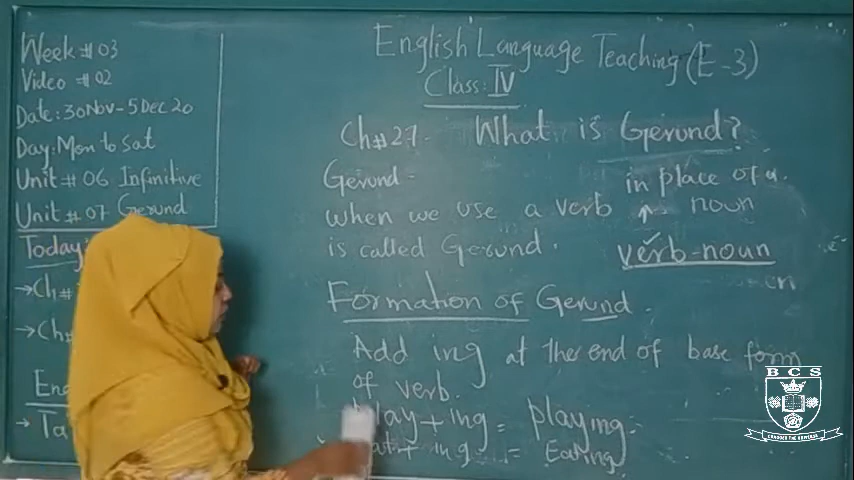 Week # 03
Video # 02
Date: 30 Nov - 5 Dec 20
Day: Mon to Sat
Unit # 06 Infinitive
Unit # 07 Gerund
Today
→ Ch#
→ Ch
En
→ Ta
English Language Teaching (E-3)
Class: IV
Ch#27. What is Gerund?
Gerund - in place of a
when we use a verb noun
is called Gerund. verb-noun
en
Formation of Gerund.
Add ing at the end of base form
of verb.
Play + ing = playing
eat + ing = Eating
BCS